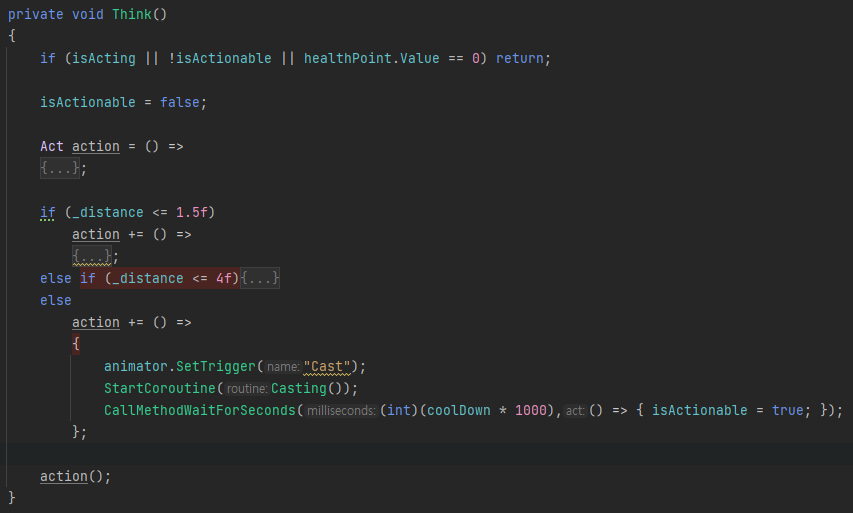 private void Think()
{
if (isActing || !isActionable || healthPoint.Value == 0) return;
isActionable = false;
Act action = () =>
{...};
if (_distance <= 1.5f)
action += () =>
{...};
else if (_distance <= 4f){...}
else
action += () =>
{
animator.SetTrigger( name: "Cast");
StartCoroutine( routine: Casting());
CallMethodWaitForSeconds( milliseconds: (int)(coolDown * 1000), act: () => { isActionable = true; });
};
action();
}